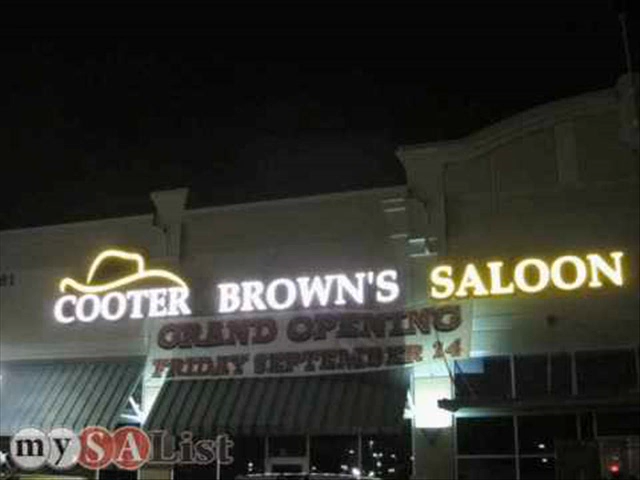 COOTER BROWN'S SALOON
GRAND OPENING
FRIDAY SEPTEMBER 14
mySAList